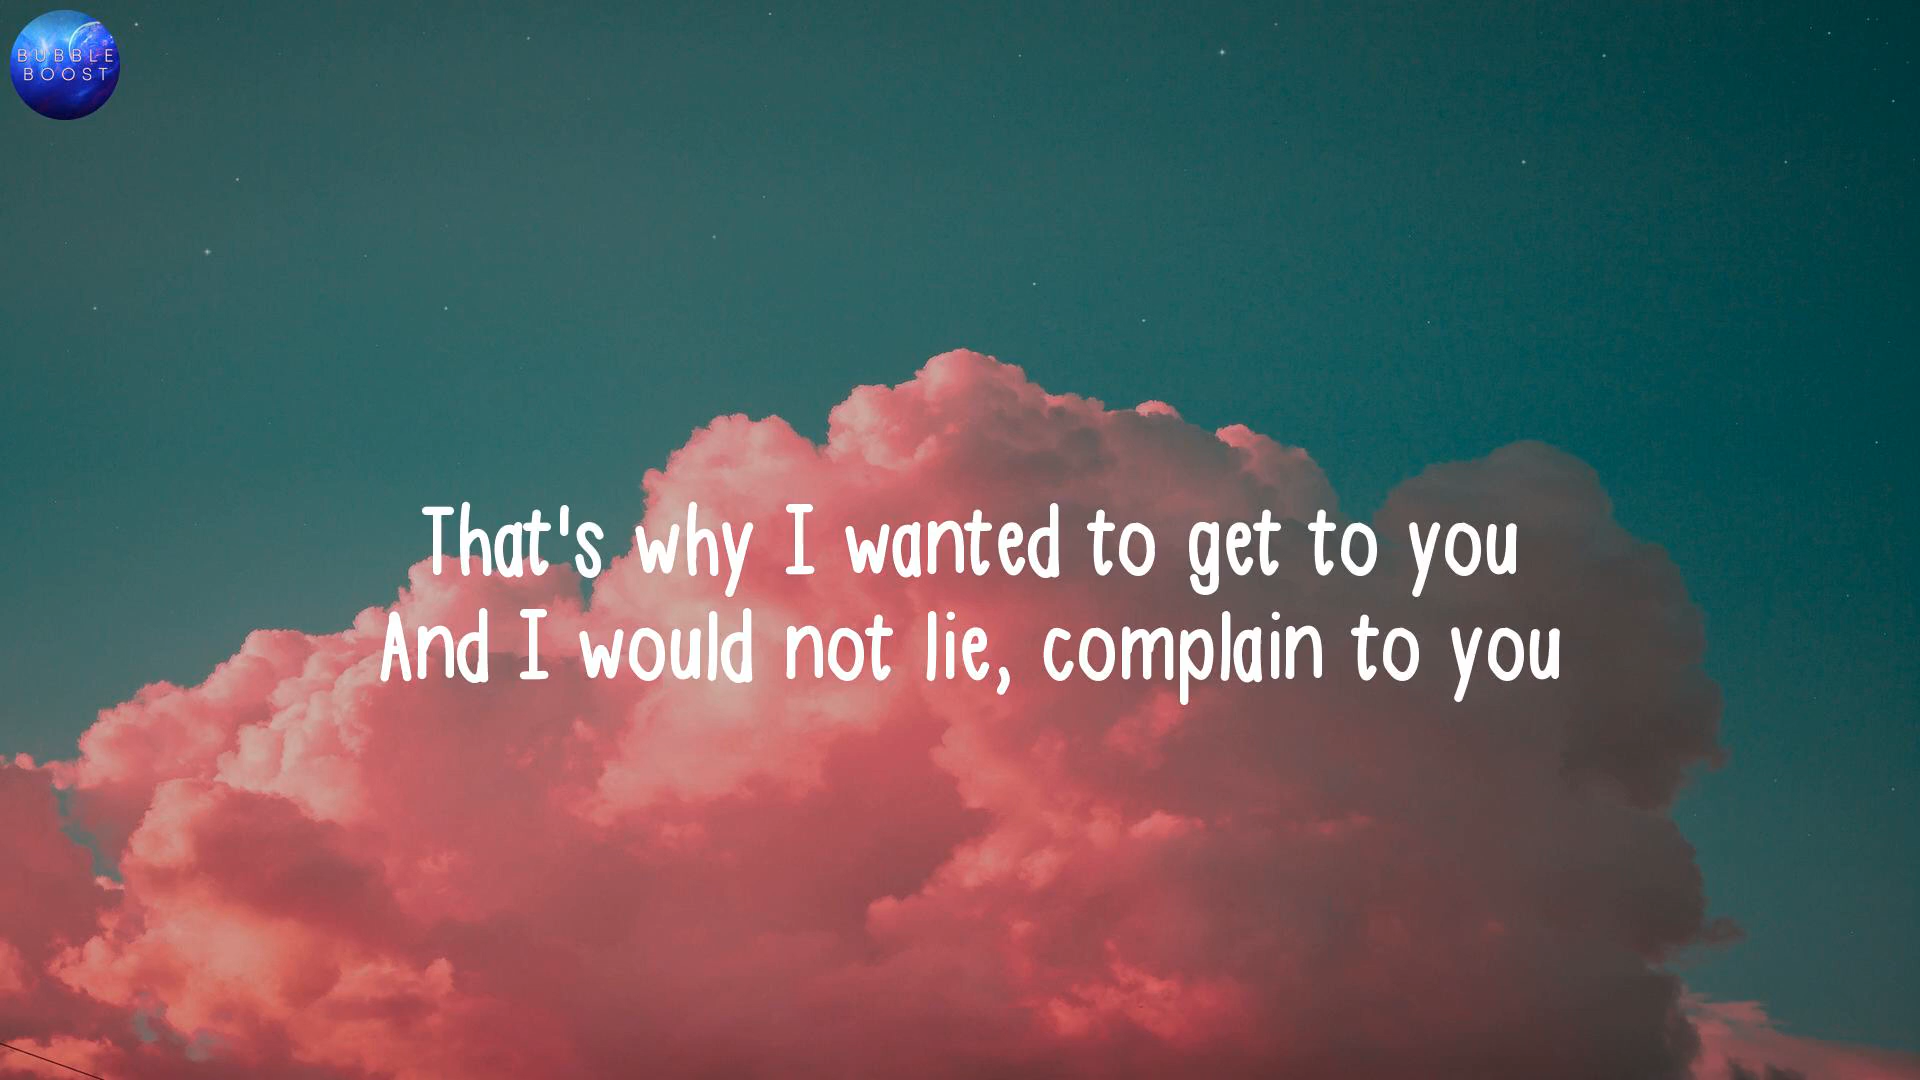 BUBBLE
BOOST
That's why I wanted to get to you
And I would not lie, complain to you